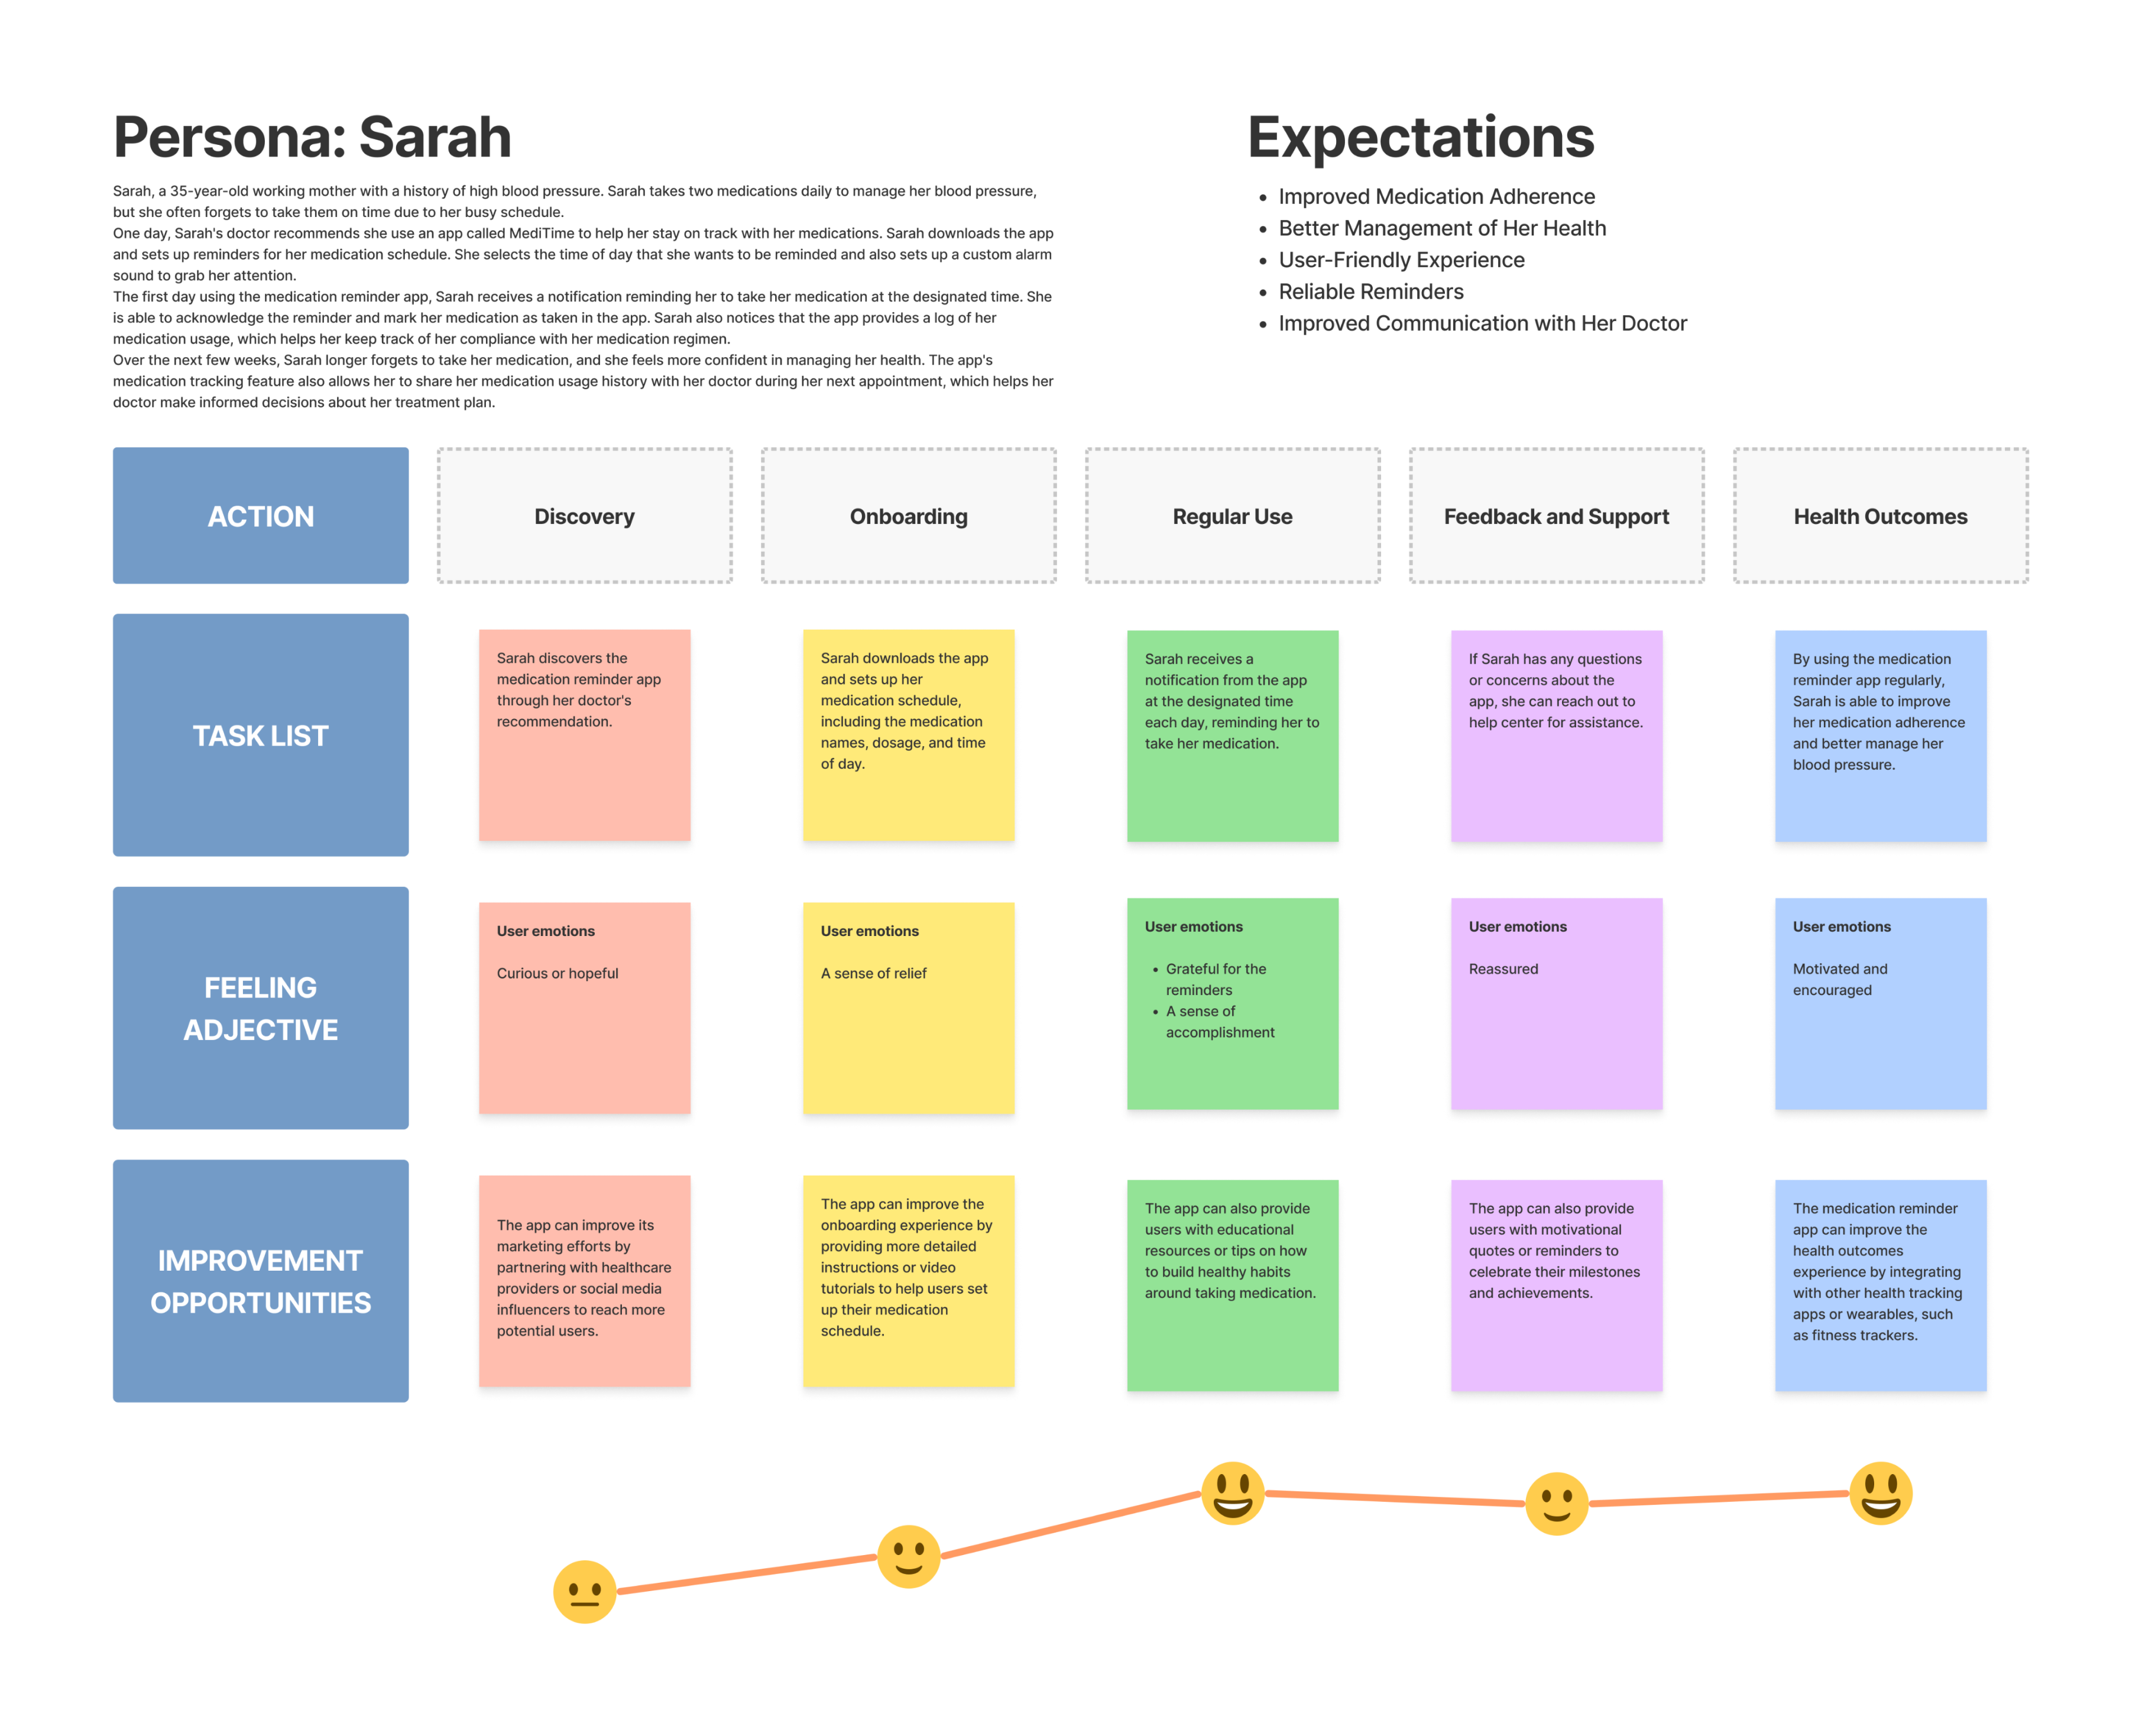 Persona: Sarah
Sarah, a 35-year-old working mother with a history of high blood pressure. Sarah takes two medications daily to manage her blood pressure,
but she often forgets to take them on time due to her busy schedule.
One day, Sarah's doctor recommends she use an app called MediTime to help her stay on track with her medications. Sarah downloads the app
and sets up reminders for her medication schedule. She selects the time of day that she wants to be reminded and also sets up a custom alarm
sound to grab her attention.
The first day using the medication reminder app, Sarah receives a notification reminding her to take her medication at the designated time. She
is able to acknowledge the reminder and mark her medication as taken in the app. Sarah also notices that the app provides a log of her
medication usage, which helps her keep track of her compliance with her medication regimen.
Over the next few weeks, Sarah longer forgets to take her medication, and she feels more confident in managing her health. The app's
medication tracking feature also allows her to share her medication usage history with her doctor during her next appointment, which helps her
doctor make informed decisions about her treatment plan.
Expectations
• Improved Medication Adherence
• Better Management of Her Health
• User-Friendly Experience
• Reliable Reminders
• Improved Communication with Her Doctor
ACTION
Discovery
Onboarding
Regular Use
Feedback and Support
Health Outcomes
TASK LIST
Sarah discovers the
medication reminder app
through her doctor's
recommendation.
Sarah downloads the app
and sets up her
medication schedule,
including the medication
names, dosage, and time
of day.
Sarah receives a
notification from the app
at the designated time
each day, reminding her to
take her medication.
If Sarah has any questions
or concerns about the
app, she can reach out to
help center for assistance.
By using the medication
reminder app regularly,
Sarah is able to improve
her medication adherence
and better manage her
blood pressure.
FEELING
ADJECTIVE
User emotions
Curious or hopeful
User emotions
A sense of relief
User emotions
• Grateful for the
reminders
• A sense of
accomplishment
User emotions
Reassured
User emotions
Motivated and
encouraged
IMPROVEMENT
OPPORTUNITIES
The app can improve its
marketing efforts by
partnering with healthcare
providers or social media
influencers to reach more
potential users.
The app can improve the
onboarding experience by
providing more detailed
instructions or video
tutorials to help users set
up their medication
schedule.
The app can also provide
users with educational
resources or tips on how
to build healthy habits
around taking medication.
The app can also provide
users with motivational
quotes or reminders to
celebrate their milestones
and achievements.
The medication reminder
app can improve the
health outcomes
experience by integrating
with other health tracking
apps or wearables, such
as fitness trackers.